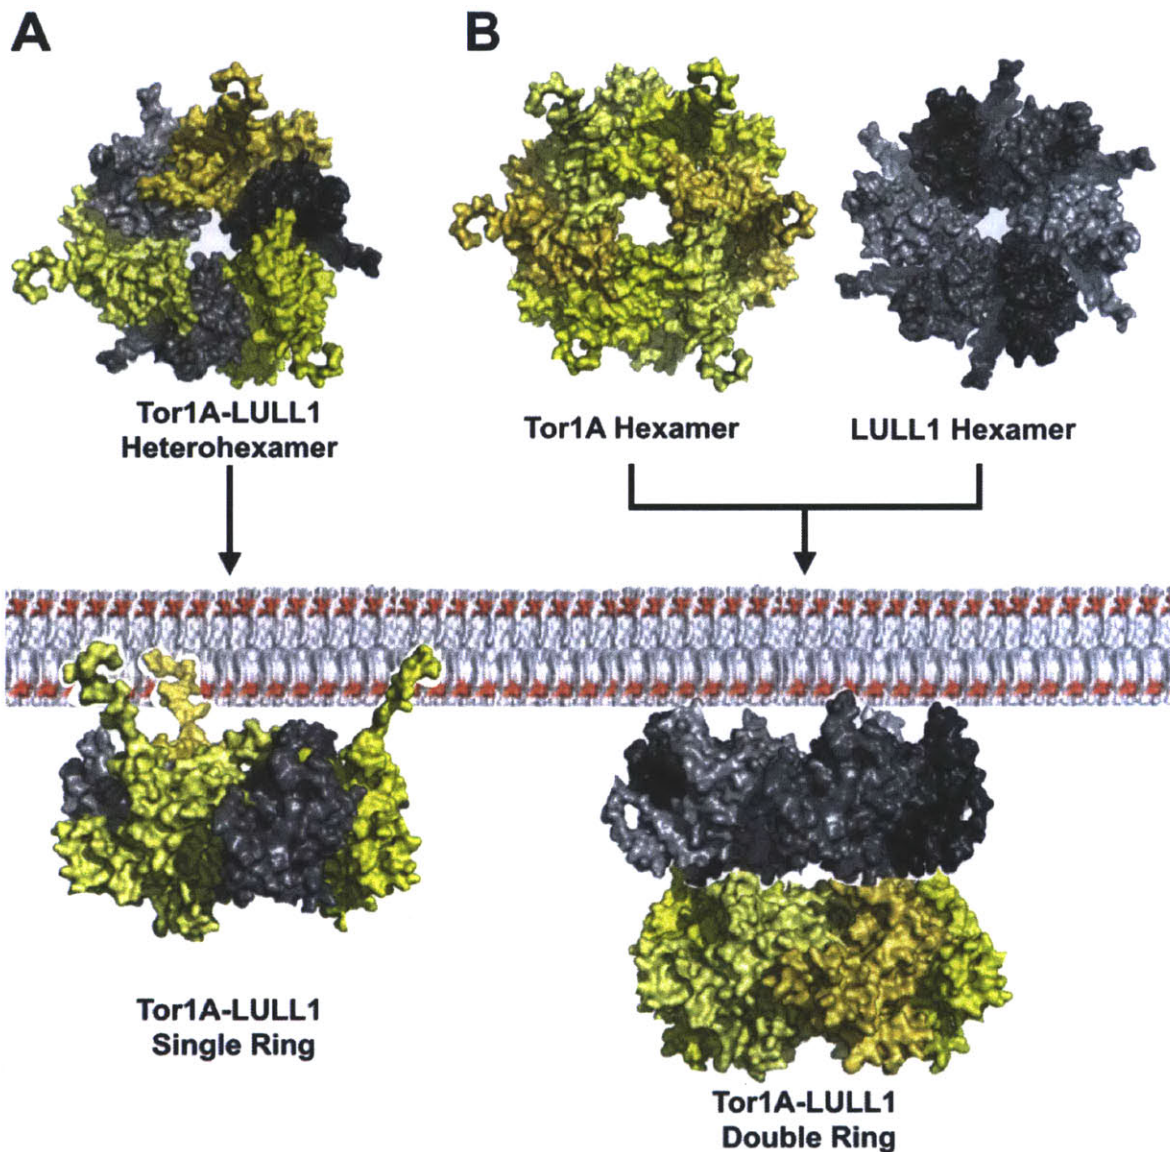 A
B
Tor1A-LULL1
Heterohexamer
Tor1A Hexamer
LULL1 Hexamer
Tor1A-LULL1
Single Ring
Tor1A-LULL1
Double Ring